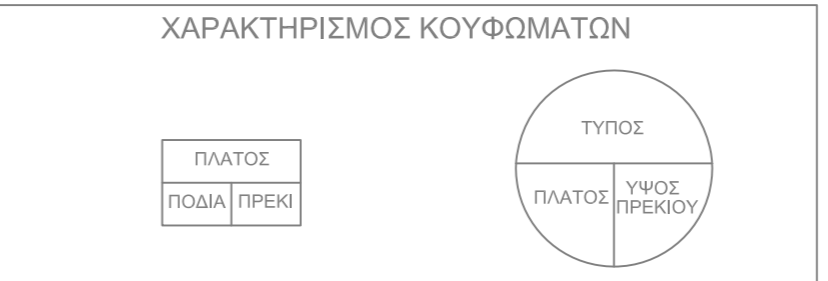 ΧΑΡΑΚΤΗΡΙΣΜΟΣ ΚΟΥΦΩΜΑΤΩΝ
ΠΛΑΤΟΣ
ΠΟΔΙΑ ΠΡΕΚΙ
ΤΥΠΟΣ
ΠΛΑΤΟΣ
ΥΨΟΣ
ΠΡΕΚΙΟΥ